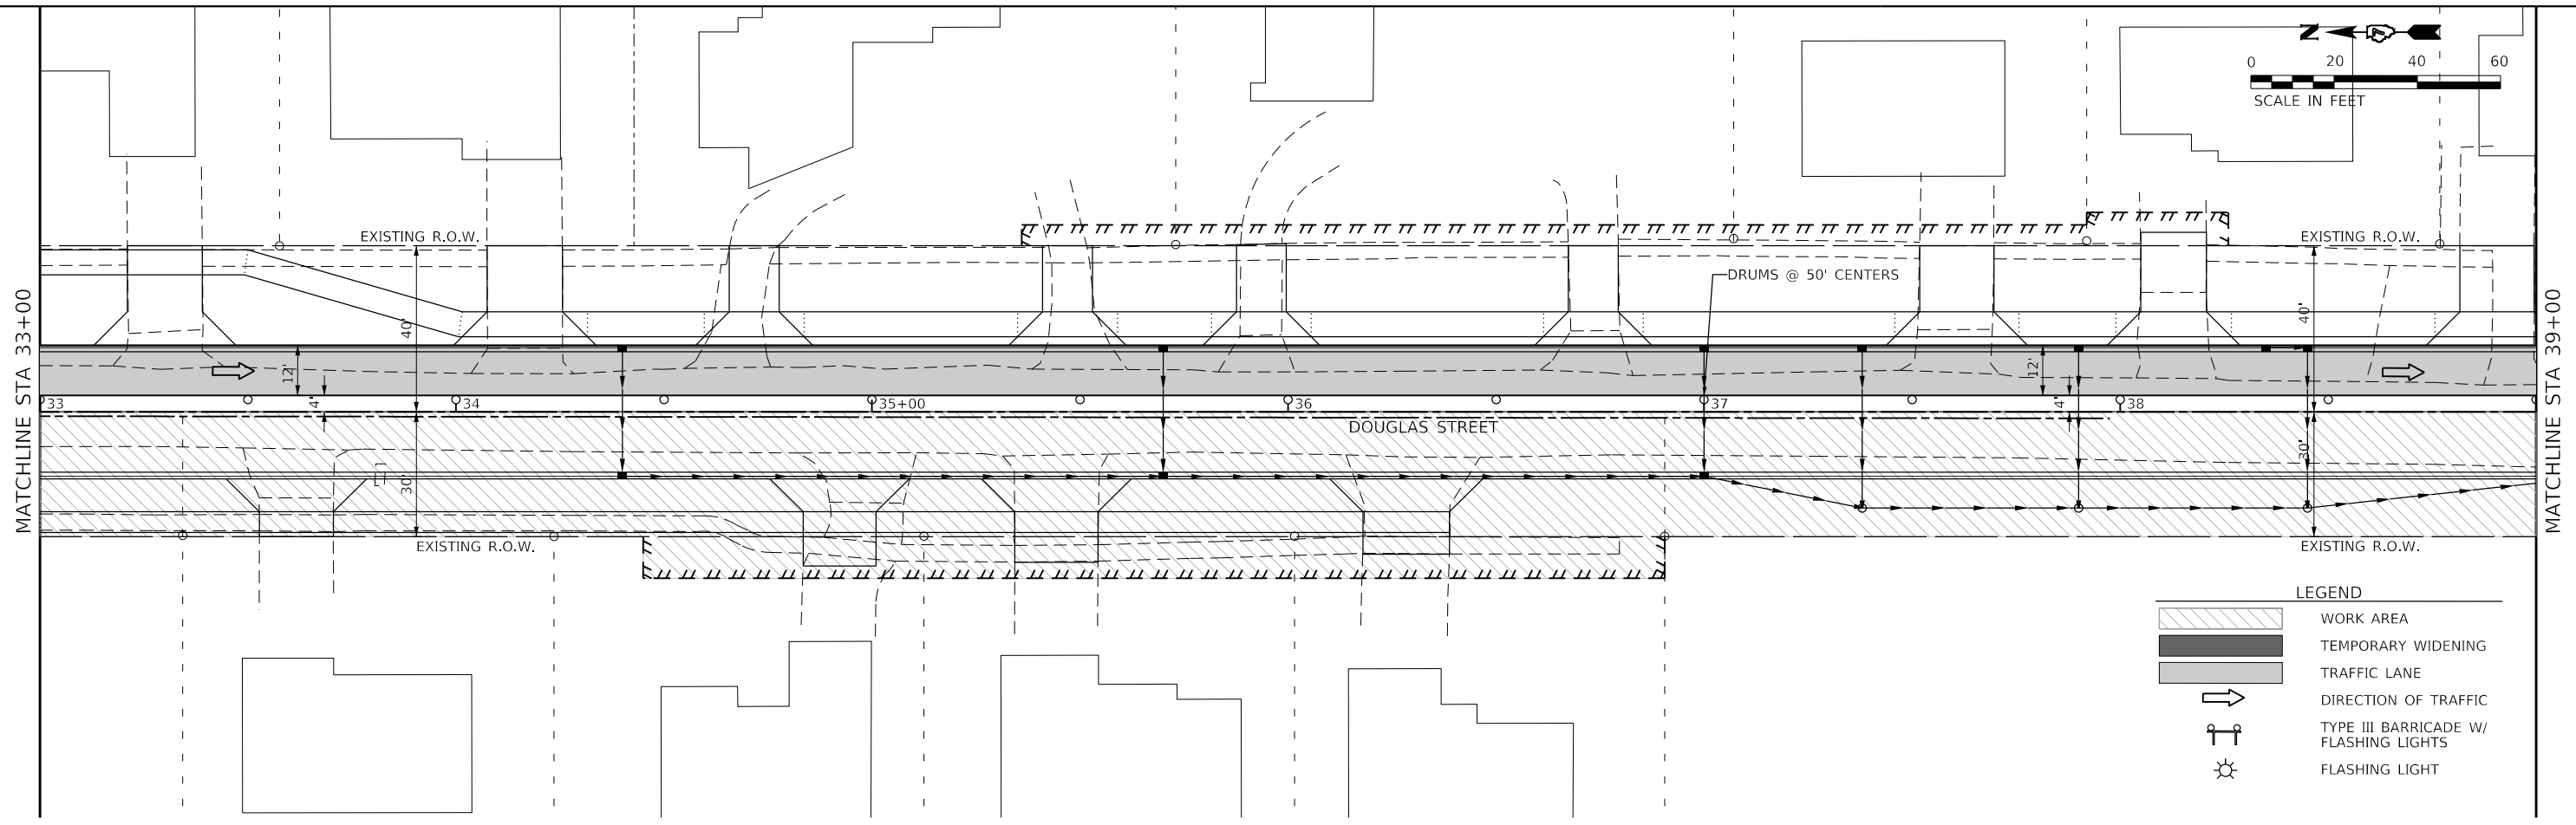 N
0 20 40 60
SCALE IN FEET
EXISTING R.O.W.
EXISTING R.O.W.
DRUMS @ 50' CENTERS
40'
40'
12'
12'
4'
4'
33
34
35+00
36
37
38
DOUGLAS STREET
30'
30'
EXISTING R.O.W.
EXISTING R.O.W.
MATCHLINE STA 33+00
MATCHLINE STA 39+00
LEGEND
WORK AREA
TEMPORARY WIDENING
TRAFFIC LANE
DIRECTION OF TRAFFIC
TYPE III BARRICADE W/
FLASHING LIGHTS
FLASHING LIGHT